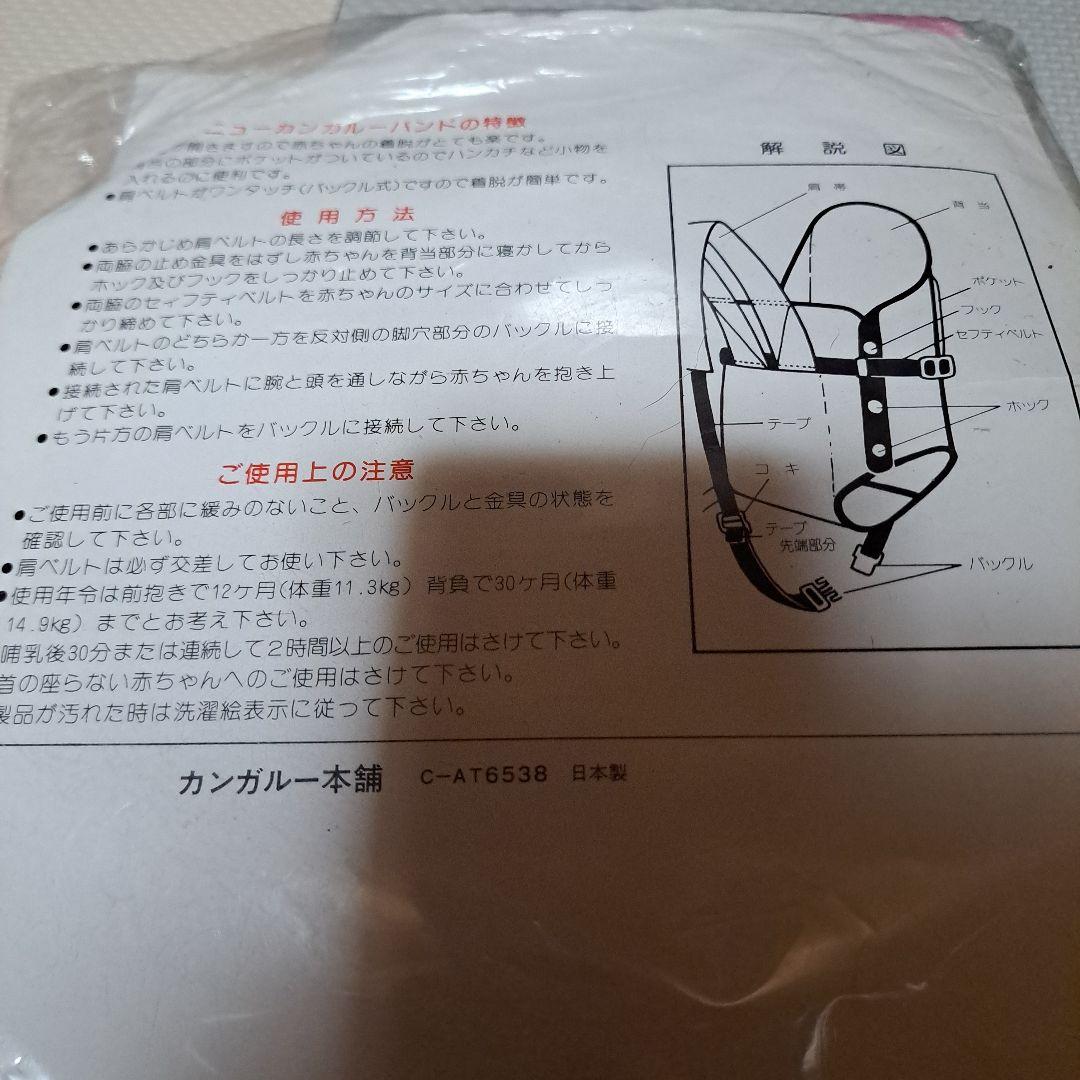 ニューカンガルーバンドの特徴
開きますので赤ちゃんの着脱がとても楽です。
の部分にポケットがついているのでハンカチなど小物を
入れるのに便利です。
●肩ベルトがワンタッチ(バックル式)ですので着脱が簡単です。
使用方法
●あらかじめ肩ベルトの長さを調節して下さい。
●両脇の止め金具をはずし赤ちゃんを背当部分に寝かしてから
ホック及びフックをしっかり止めて下さい。
●両脇のセィフティベルトを赤ちゃんのサイズに合わせてしっ
かり締めて下さい。
●肩ベルトのどちらか一方を反対側の脚穴部分のバックルに接
続して下さい。
●接続された肩ベルトに腕と頭を通しながら赤ちゃんを抱き上
げて下さい。
●もう片方の肩ベルトをバックルに接続して下さい。
ご使用上の注意
●ご使用前に各部に緩みのないこと、バックルと金具の状態を
確認して下さい。
●肩ベルトは必ず交差してお使い下さい。
●使用年令は前抱きで12ケ月(体重11.3kg)背負で30ケ月(体重
14.9kg)までとお考え下さい。
哺乳後30分または連続して2時間以上のご使用はさけて下さい。
首の座らない赤ちゃんへのご使用はさけて下さい。
製品が汚れた時は洗濯絵表示に従って下さい。
カンガルー本舗 C-AT6538 日本製
解説図
肩帯
背当
ポケット
フック
セフティベルト
ホック
テープ
コキ
テープ
先端部分
バックル